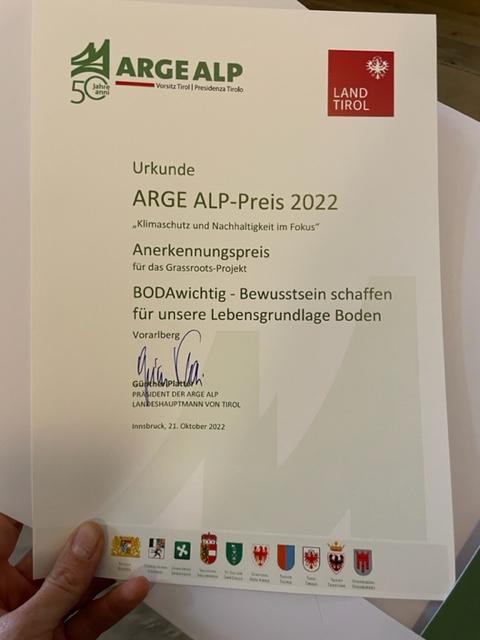 50 Jahre
anni
ARGE ALP
Vorsitz Tirol | Presidenza Tirolo
LAND
TIROL
Urkunde
ARGE ALP-Preis 2022
„Klimaschutz und Nachhaltigkeit im Fokus“
Anerkennungspreis
für das Grassroots-Projekt
BODAwichtig - Bewusstsein schaffen
für unsere Lebensgrundlage Boden
Vorarlberg
Günther Platter
PRÄSIDENT DER ARGE ALP
LANDESHAUPTMANN VON TIROL
Innsbruck, 21. Oktober 2022